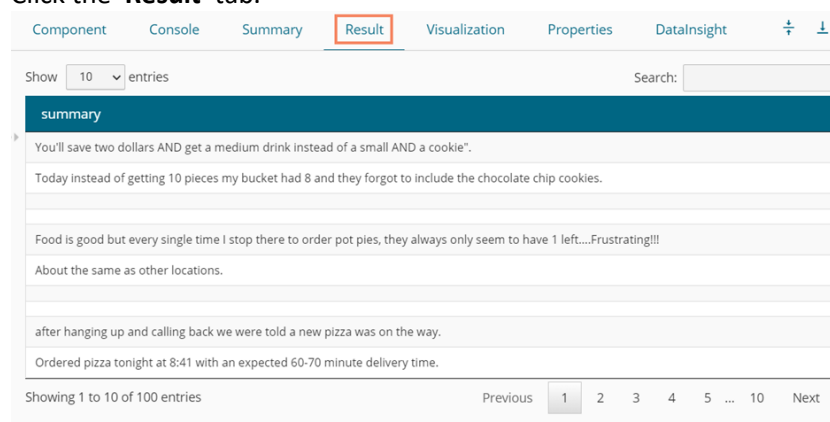 Click the "Result" tab.
Component Console Summary Result Visualization Properties DataInsight
Show 10 entries Search:
summary
You'll save two dollars AND get a medium drink instead of a small AND a cookie".
Today instead of getting 10 pieces my bucket had 8 and they forgot to include the chocolate chip cookies.
Food is good but every single time I stop there to order pot pies, they always only seem to have 1 left....Frustrating!!!
About the same as other locations.
after hanging up and calling back we were told a new pizza was on the way.
Ordered pizza tonight at 8:41 with an expected 60-70 minute delivery time.
Showing 1 to 10 of 100 entries Previous 1 2 3 4 5 ... 10 Next